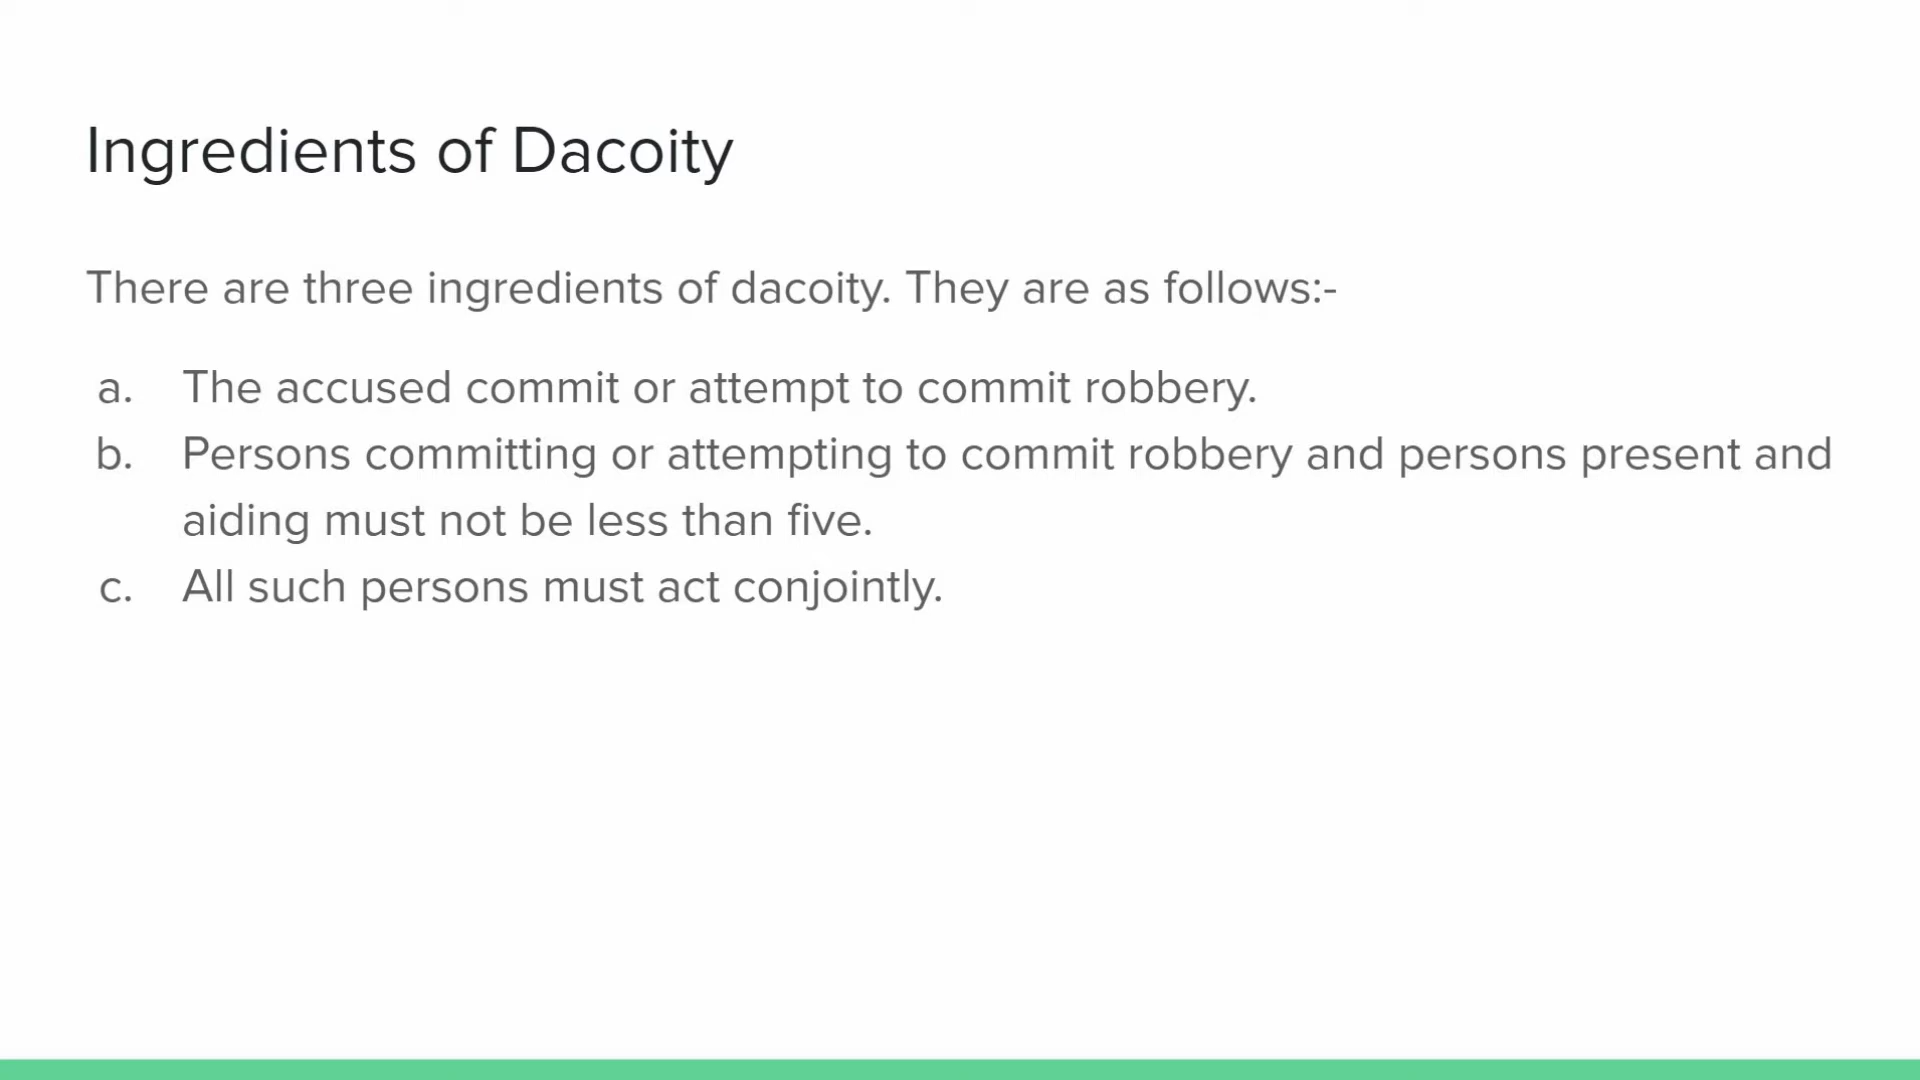 Ingredients of Dacoity
There are three ingredients of dacoity. They are as follows:-
a. The accused commit or attempt to commit robbery.
b. Persons committing or attempting to commit robbery and persons present and
aiding must not be less than five.
c. All such persons must act conjointly.